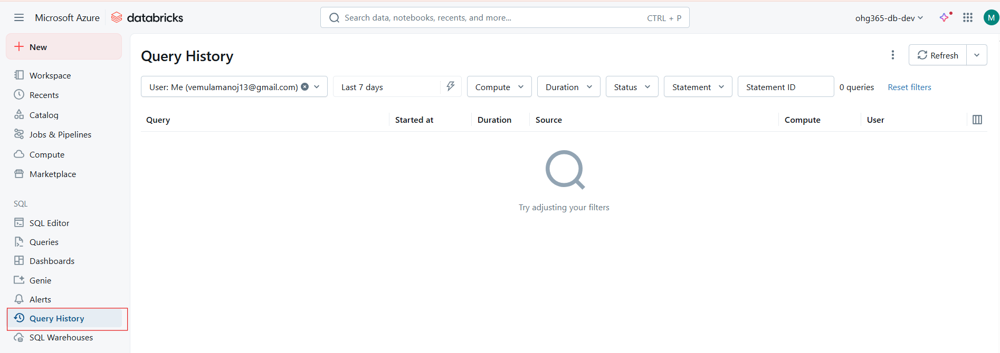 Microsoft Azure databricks
Search data, notebooks, recents, and more... CTRL + P
ohg365-db-dev
M
New
Workspace
Recents
Catalog
Jobs & Pipelines
Compute
Marketplace
SQL
SQL Editor
Queries
Dashboards
Genie
Alerts
Query History
SQL Warehouses
Query History
Refresh
User: Me (vemulamanoj13@gmail.com) Last 7 days Compute Duration Status Statement Statement ID 0 queries Reset filters
Query Started at Duration Source Compute User
Try adjusting your filters